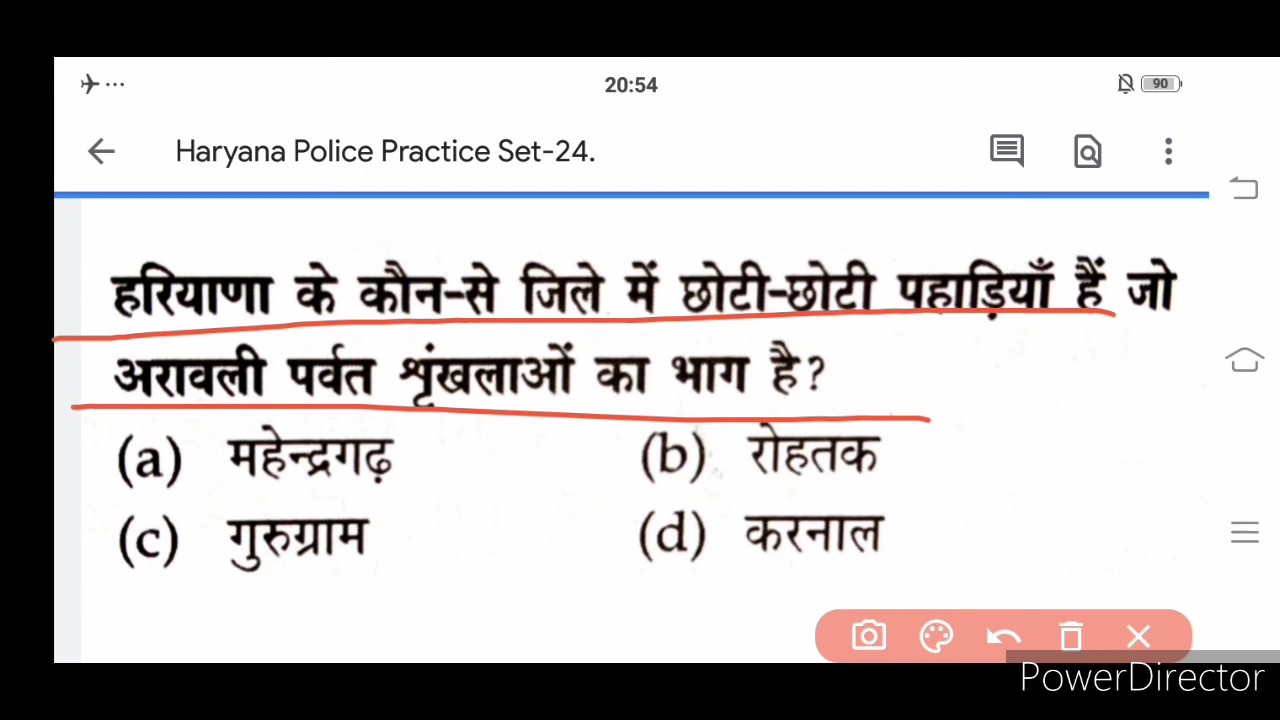 20:54
90
Haryana Police Practice Set-24.
हरियाणा के कौन-से जिले में छोटी-छोटी पहाड़ियाँ हैं जो
अरावली पर्वत शृंखलाओं का भाग है?
(a) महेन्द्रगढ़ (b) रोहतक
(c) गुरुग्राम (d) करनाल
PowerDirector